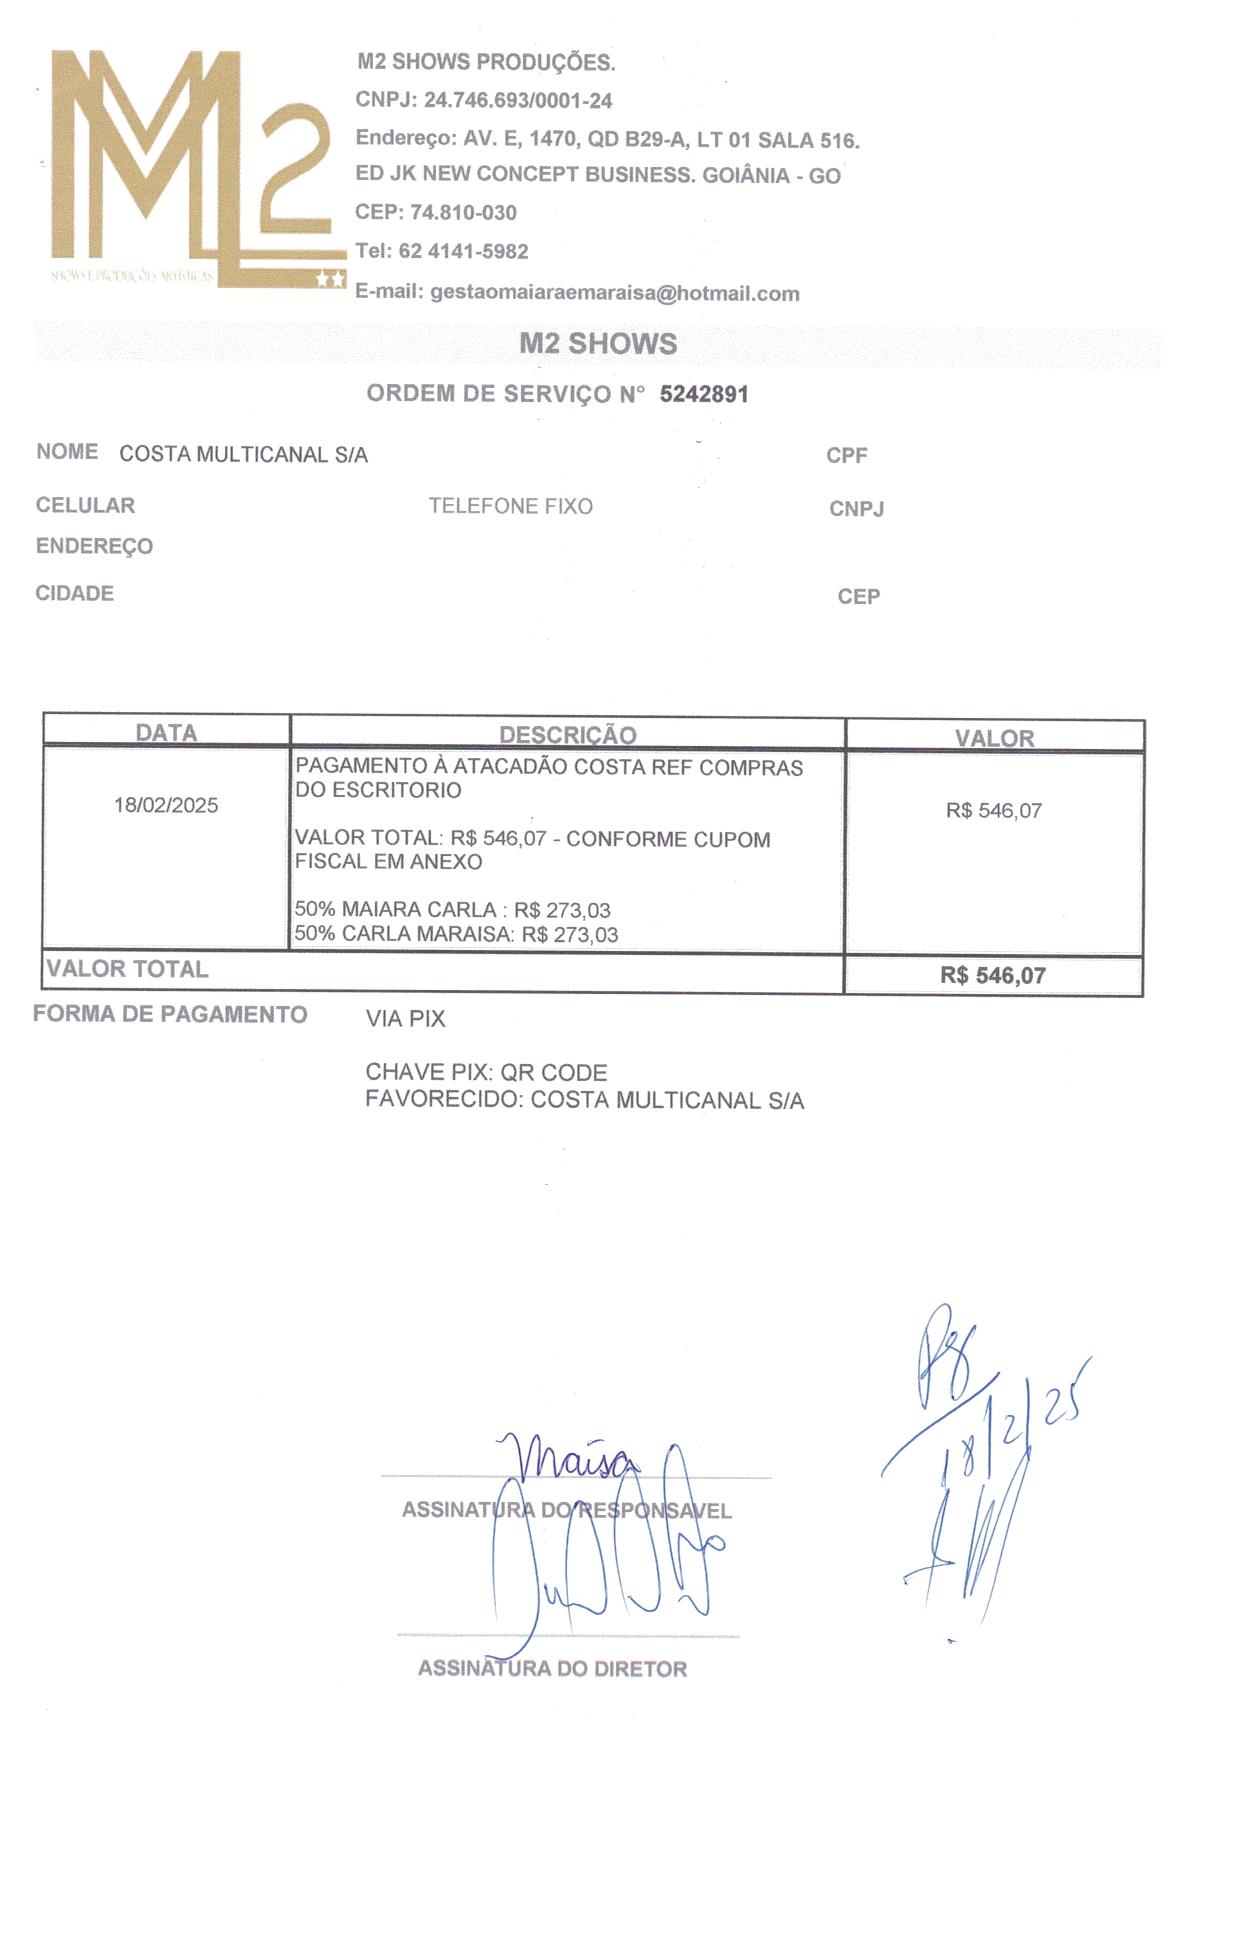 M2
SHOWS E PRODUÇÕES ARTÍSTICAS
M2 SHOWS PRODUÇÕES.
CNPJ: 24.746.693/0001-24
Endereço: AV. E, 1470, QD B29-A, LT 01 SALA 516.
ED JK NEW CONCEPT BUSINESS. GOIÂNIA - GO
CEP: 74.810-030
Tel: 62 4141-5982
E-mail: gestaomaiaraemaraisa@hotmail.com
M2 SHOWS
ORDEM DE SERVIÇO N° 5242891
NOME COSTA MULTICANAL S/A CPF
CELULAR TELEFONE FIXO CNPJ
ENDEREÇO
CIDADE CEP
DATA DESCRIÇÃO VALOR
PAGAMENTO À ATACADÃO COSTA REF COMPRAS
DO ESCRITORIO
18/02/2025 R$ 546,07
VALOR TOTAL: R$ 546,07 - CONFORME CUPOM
FISCAL EM ANEXO
50% MAIARA CARLA : R$ 273,03
50% CARLA MARAISA: R$ 273,03
VALOR TOTAL R$ 546,07
FORMA DE PAGAMENTO VIA PIX
CHAVE PIX: QR CODE
FAVORECIDO: COSTA MULTICANAL S/A
Pg
18/2/25
Maísa
ASSINATURA DO RESPONSAVEL
ASSINATURA DO DIRETOR